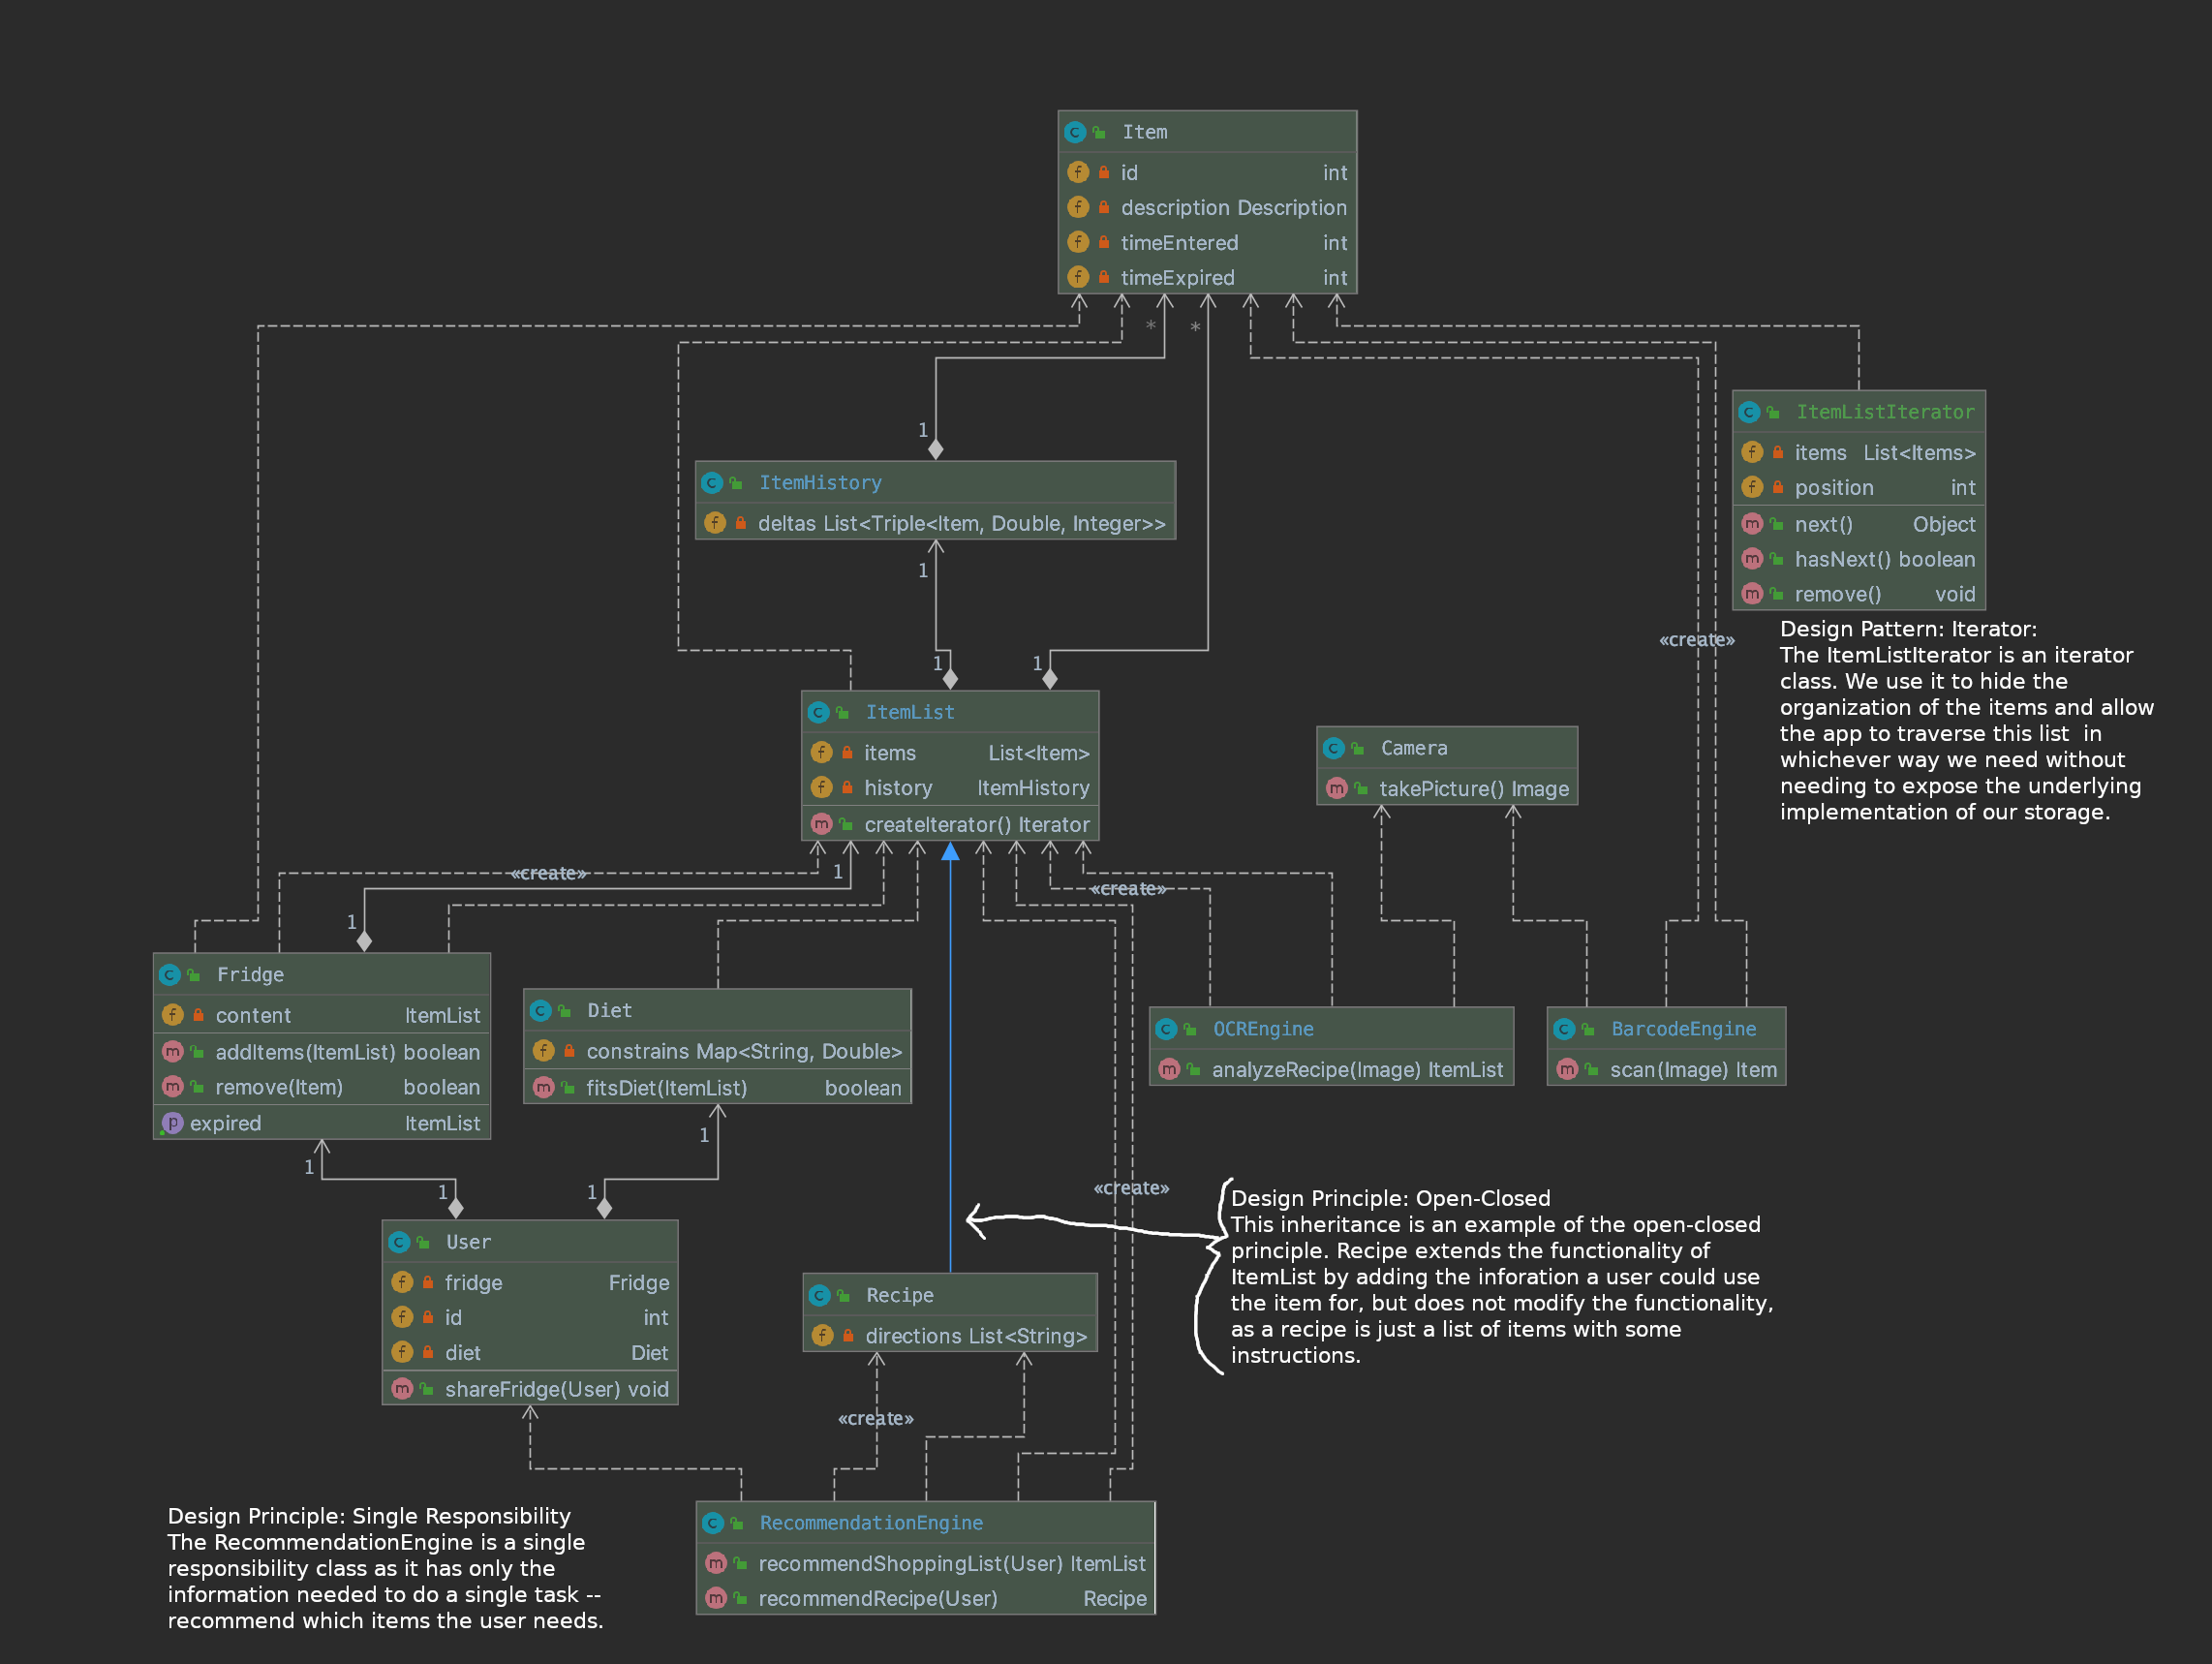 Item
id int
description Description
timeEntered int
timeExpired int
* *
1
ItemHistory
deltas List<Triple<Item, Double, Integer>>
1
1 1
ItemListIterator
items List<Items>
position int
next() Object
hasNext() boolean
remove() void
«create»
Design Pattern: Iterator:
The ItemListIterator is an iterator
class. We use it to hide the
organization of the items and allow
the app to traverse this list in
whichever way we need without
needing to expose the underlying
implementation of our storage.
ItemList
items List<Item>
history ItemHistory
createIterator() Iterator
Camera
takePicture() Image
«create» 1 «create»
1
Fridge
content ItemList
addItems(ItemList) boolean
remove(Item) boolean
expired ItemList
Diet
constrains Map<String, Double>
fitsDiet(ItemList) boolean
OCREngine
analyzeRecipe(Image) ItemList
BarcodeEngine
scan(Image) Item
1 1
1 1
«create»
User
fridge Fridge
id int
diet Diet
shareFridge(User) void
Design Principle: Open-Closed
This inheritance is an example of the open-closed
principle. Recipe extends the functionality of
ItemList by adding the inforation a user could use
the item for, but does not modify the functionality,
as a recipe is just a list of items with some
instructions.
Recipe
directions List<String>
«create»
Design Principle: Single Responsibility
The RecommendationEngine is a single
responsibility class as it has only the
information needed to do a single task --
recommend which items the user needs.
RecommendationEngine
recommendShoppingList(User) ItemList
recommendRecipe(User) Recipe